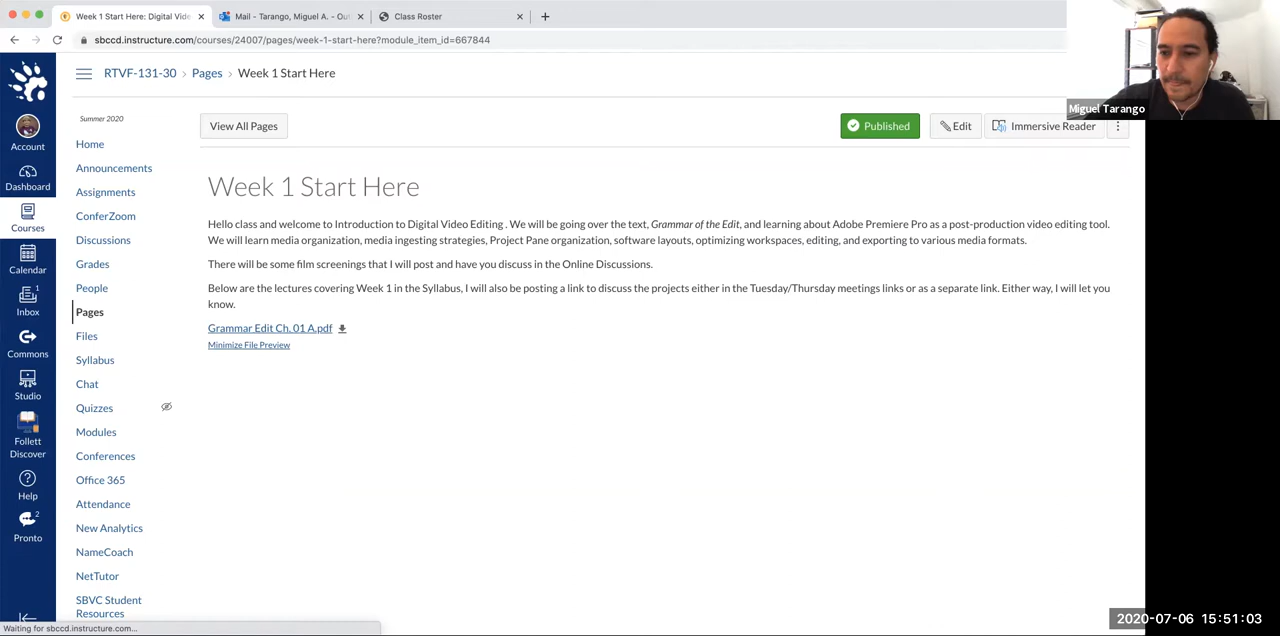 Week 1 Start Here: Digital Vide
Mail - Tarango, Miguel A. - Out
Class Roster
sbccd.instructure.com/courses/24007/pages/week-1-start-here?module_item_id=667844
RTVF-131-30 > Pages > Week 1 Start Here
Miguel Tarango
Account
Dashboard
Courses
Calendar
1
Inbox
Commons
Studio
Follett
Discover
Help
2
Pronto
Summer 2020
Home
Announcements
Assignments
ConferZoom
Discussions
Grades
People
Pages
Files
Syllabus
Chat
Quizzes
Modules
Conferences
Office 365
Attendance
New Analytics
NameCoach
NetTutor
SBVC Student
Resources
View All Pages
Published
Edit
Immersive Reader
Week 1 Start Here
Hello class and welcome to Introduction to Digital Video Editing . We will be going over the text, Grammar of the Edit, and learning about Adobe Premiere Pro as a post-production video editing tool.
We will learn media organization, media ingesting strategies, Project Pane organization, software layouts, optimizing workspaces, editing, and exporting to various media formats.
There will be some film screenings that I will post and have you discuss in the Online Discussions.
Below are the lectures covering Week 1 in the Syllabus, I will also be posting a link to discuss the projects either in the Tuesday/Thursday meetings links or as a separate link. Either way, I will let you
know.
Grammar Edit Ch. 01 A.pdf
Minimize File Preview
Waiting for sbccd.instructure.com...
2020-07-06 15:51:03